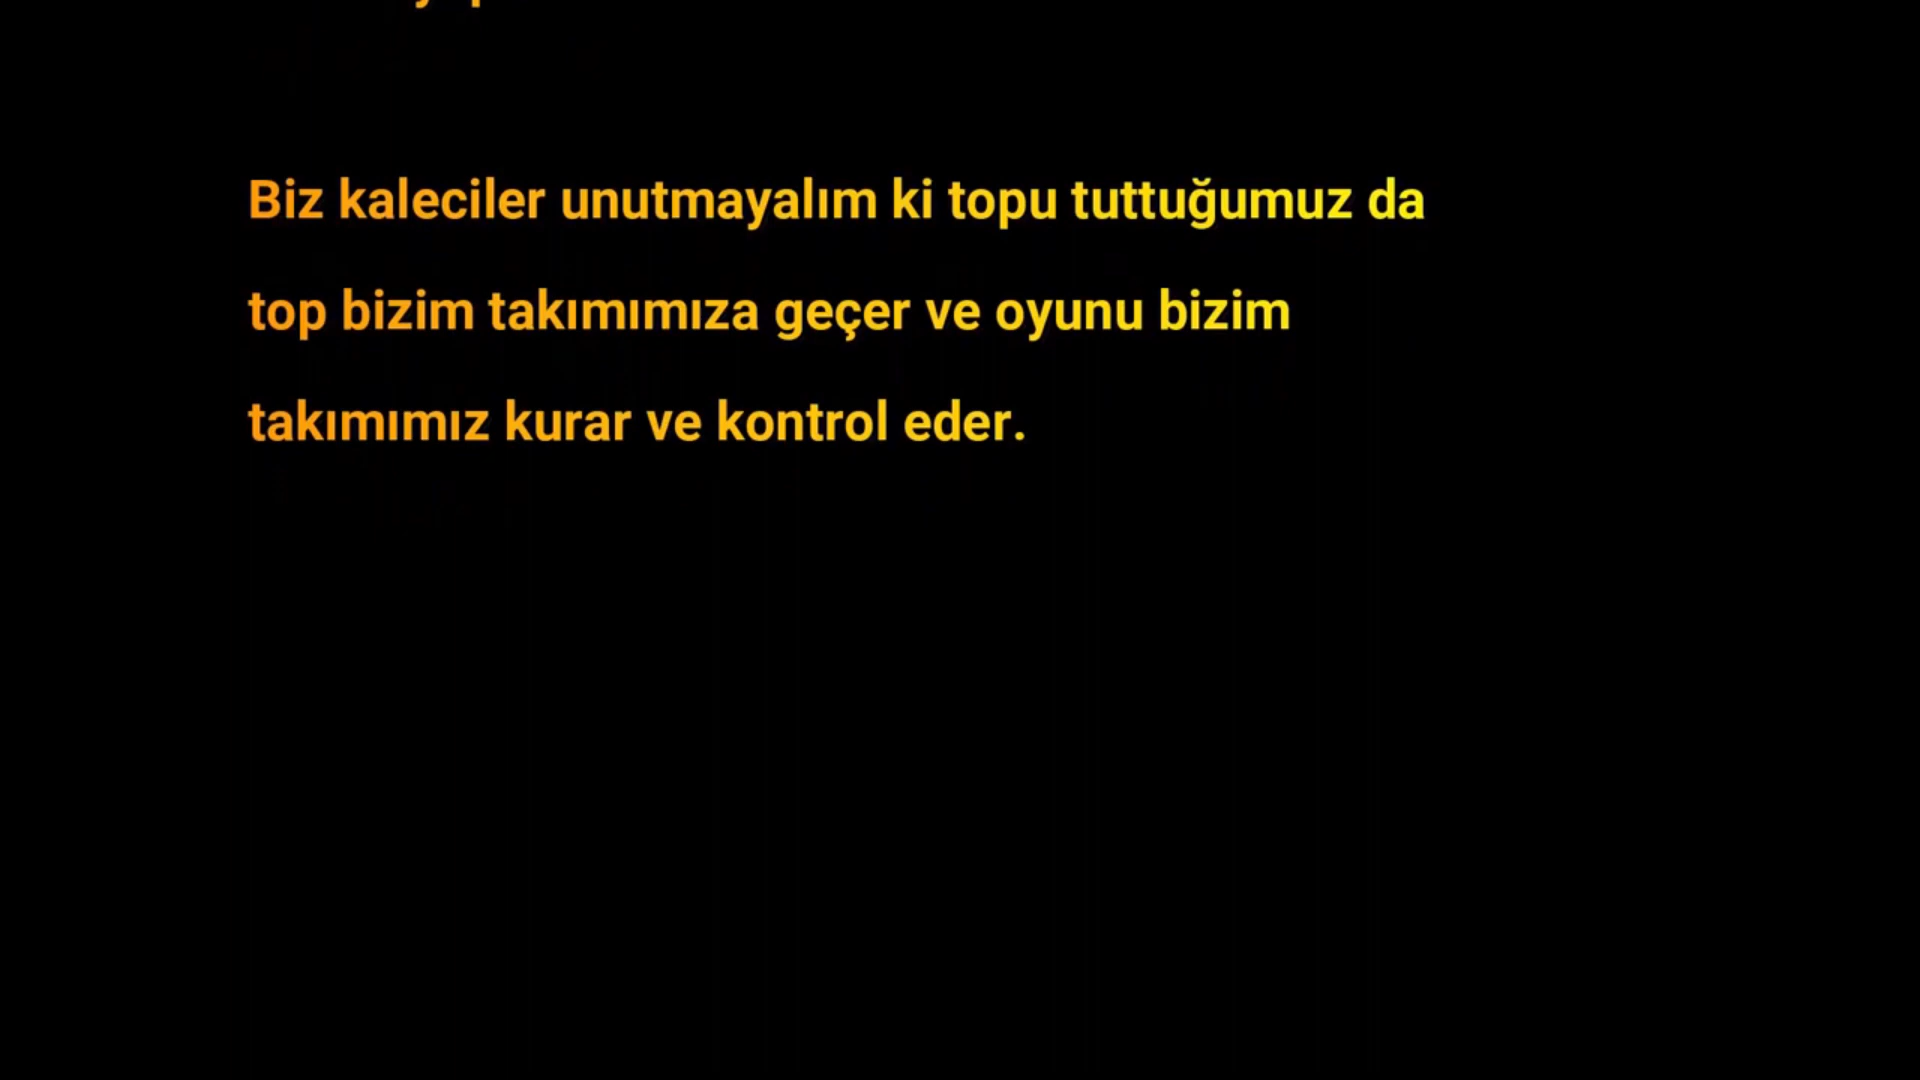 Biz kaleciler unutmayalım ki topu tuttuğumuz da
top bizim takımımıza geçer ve oyunu bizim
takımımız kurar ve kontrol eder.